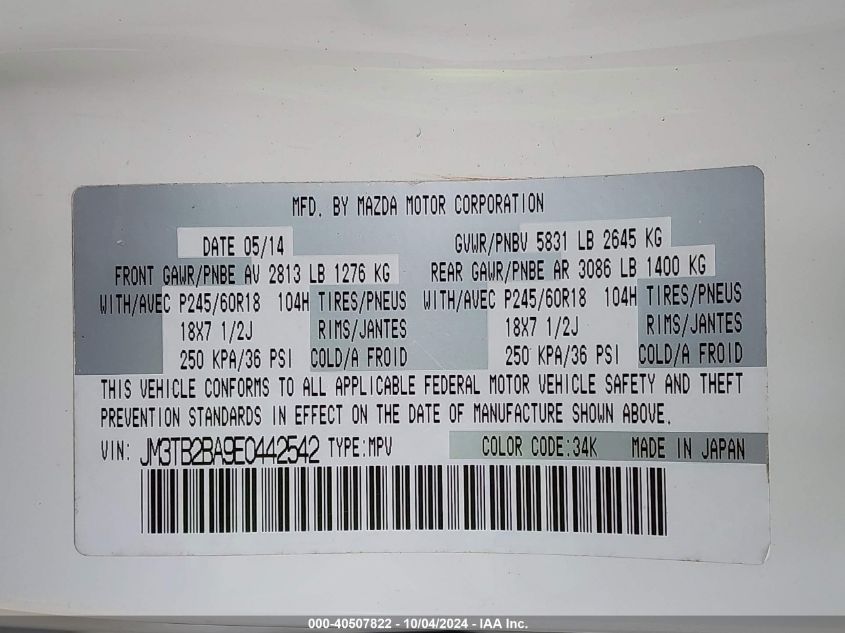 MFD. BY MAZDA MOTOR CORPORATION
DATE 05/14 GVWR/PNBV 5831 LB 2645 KG
FRONT GAWR/PNBE AV 2813 LB 1276 KG REAR GAWR/PNBE AR 3086 LB 1400 KG
WITH/AVEC P245/60R18 104H TIRES/PNEUS WITH/AVEC P245/60R18 104H TIRES/PNEUS
18X7 1/2J RIMS/JANTES 18X7 1/2J RIMS/JANTES
250 KPA/36 PSI COLD/A FROID 250 KPA/36 PSI COLD/A FROID
THIS VEHICLE CONFORMS TO ALL APPLICABLE FEDERAL MOTOR VEHICLE SAFETY AND THEFT
PREVENTION STANDARDS IN EFFECT ON THE DATE OF MANUFACTURE SHOWN ABOVE.
VIN: JM3TB2BA9E0442542 TYPE:MPV COLOR CODE:34K MADE IN JAPAN
000-40507822 - 10/04/2024 - IAA Inc.